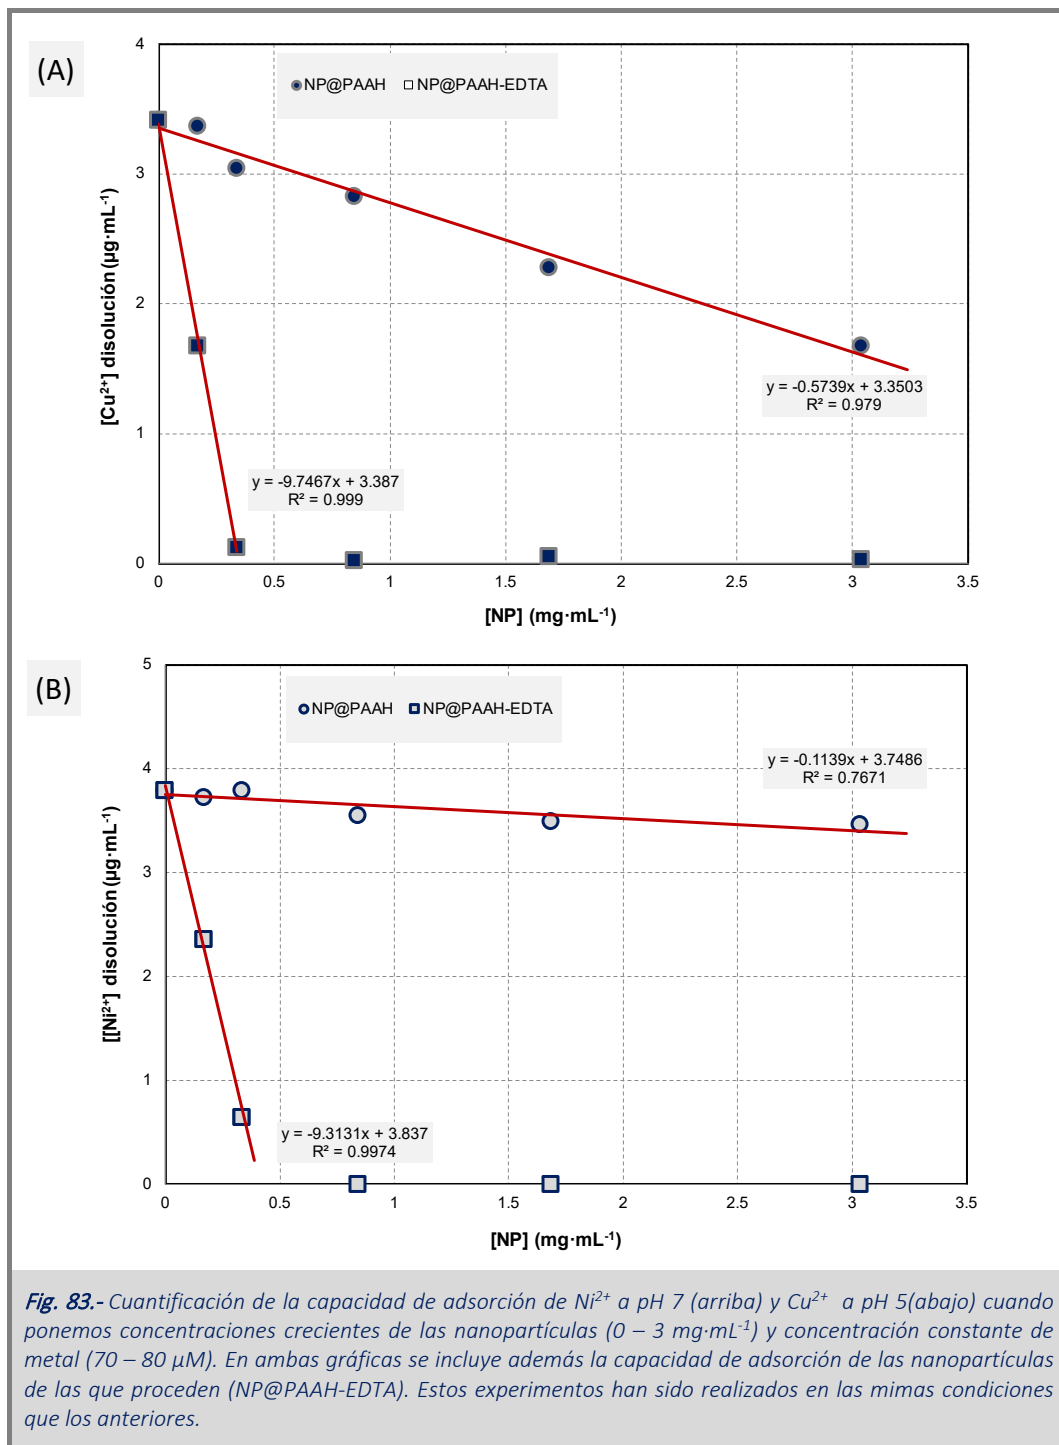 (A)
4
3
2
1
0
[Cu²⁺] disolución (µg·mL⁻¹)
NP@PAAH NP@PAAH-EDTA
y = -0.5739x + 3.3503
R² = 0.979
y = -9.7467x + 3.387
R² = 0.999
0 0.5 1 1.5 2 2.5 3 3.5
[NP] (mg·mL⁻¹)
(B)
5
4
3
2
1
0
[[Ni²⁺] disolución (µg·mL⁻¹)
NP@PAAH NP@PAAH-EDTA
y = -0.1139x + 3.7486
R² = 0.7671
y = -9.3131x + 3.837
R² = 0.9974
0 0.5 1 1.5 2 2.5 3 3.5
[NP] (mg·mL⁻¹)
Fig. 83.- Cuantificación de la capacidad de adsorción de Ni²⁺ a pH 7 (arriba) y Cu²⁺ a pH 5(abajo) cuando
ponemos concentraciones crecientes de las nanopartículas (0 – 3 mg·mL⁻¹) y concentración constante de
metal (70 – 80 µM). En ambas gráficas se incluye además la capacidad de adsorción de las nanopartículas
de las que proceden (NP@PAAH-EDTA). Estos experimentos han sido realizados en las mimas condiciones
que los anteriores.